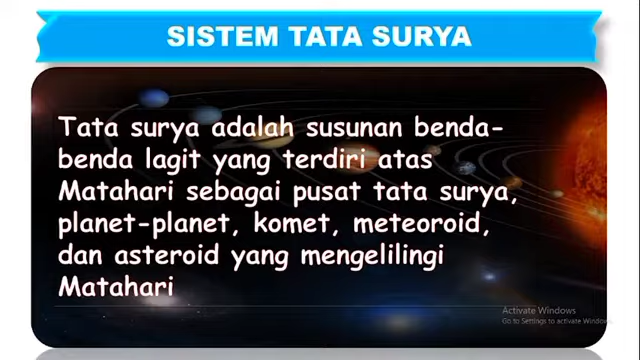 SISTEM TATA SURYA
Tata surya adalah susunan benda-
benda lagit yang terdiri atas
Matahari sebagai pusat tata surya,
planet-planet, komet, meteoroid,
dan asteroid yang mengelilingi
Matahari
Activate Windows
Go to Settings to activate Windows